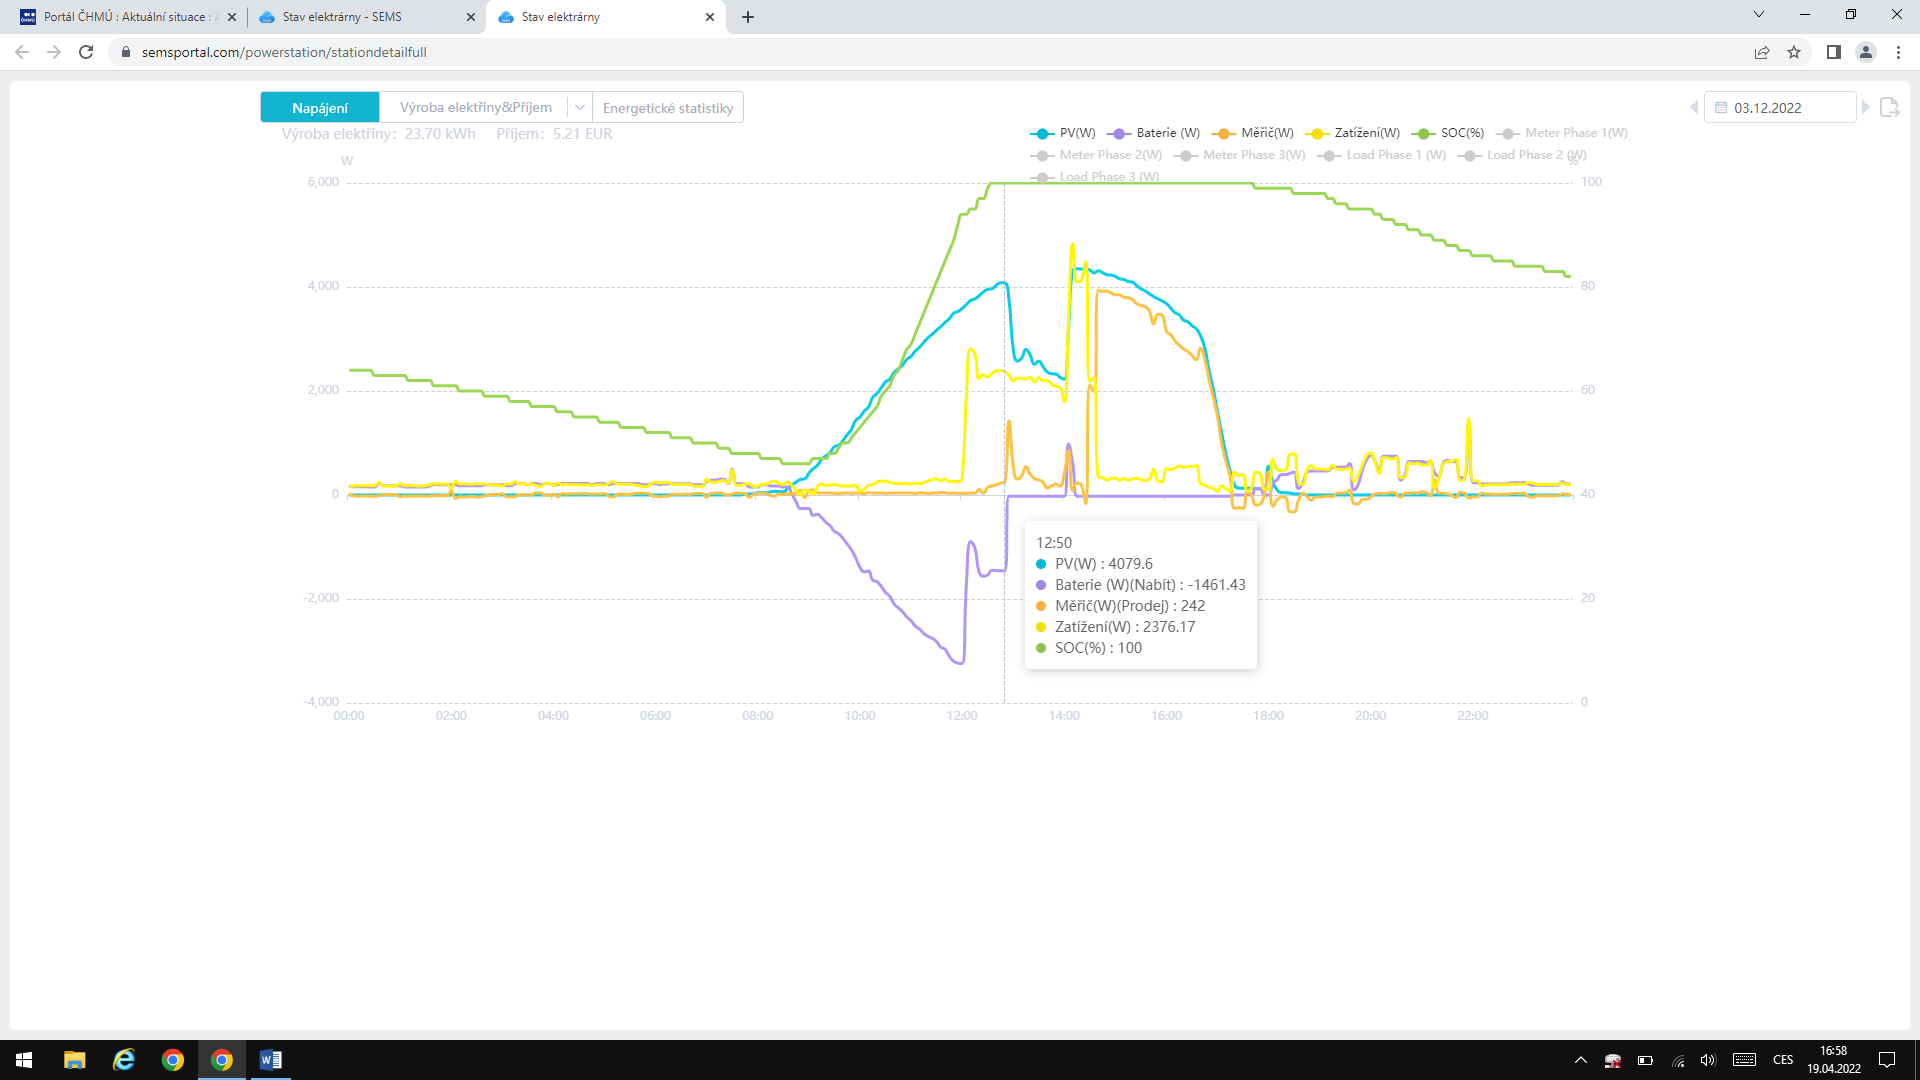 Portál ČHMÚ : Aktuální situace :
Stav elektrárny - SEMS
Stav elektrárny
semsportal.com/powerstation/stationdetailfull
Napájení
Výroba elektřiny&Příjem
Energetické statistiky
03.12.2022
Výroba elektřiny: 23.70 kWh Příjem: 5.21 EUR
PV(W) Baterie (W) Měřič(W) Zatížení(W) SOC(%) Meter Phase 1(W)
Meter Phase 2(W) Meter Phase 3(W) Load Phase 1 (W) Load Phase 2 (W)
Load Phase 3 (W)
W
%
6,000
100
4,000
80
2,000
60
0
40
-2,000
20
-4,000
0
00:00 02:00 04:00 06:00 08:00 10:00 12:00 14:00 16:00 18:00 20:00 22:00
12:50
PV(W) : 4079.6
Baterie (W)(Nabít) : -1461.43
Měřič(W)(Prodej) : 242
Zatížení(W) : 2376.17
SOC(%) : 100
CES
16:58
19.04.2022